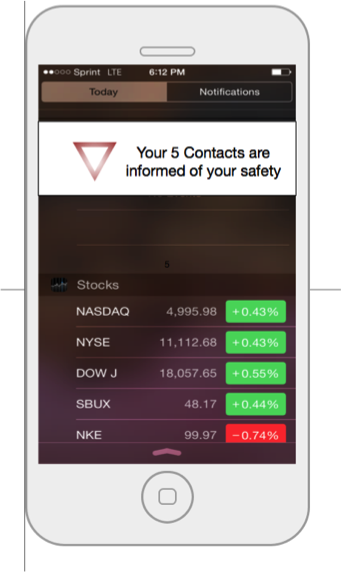 Sprint LTE 6:12 PM
Today Notifications
Your 5 Contacts are
informed of your safety
5
Stocks
NASDAQ 4,995.98 +0.43%
NYSE 11,112.68 +0.43%
DOW J 18,057.65 +0.55%
SBUX 48.17 +0.44%
NKE 99.97 −0.74%